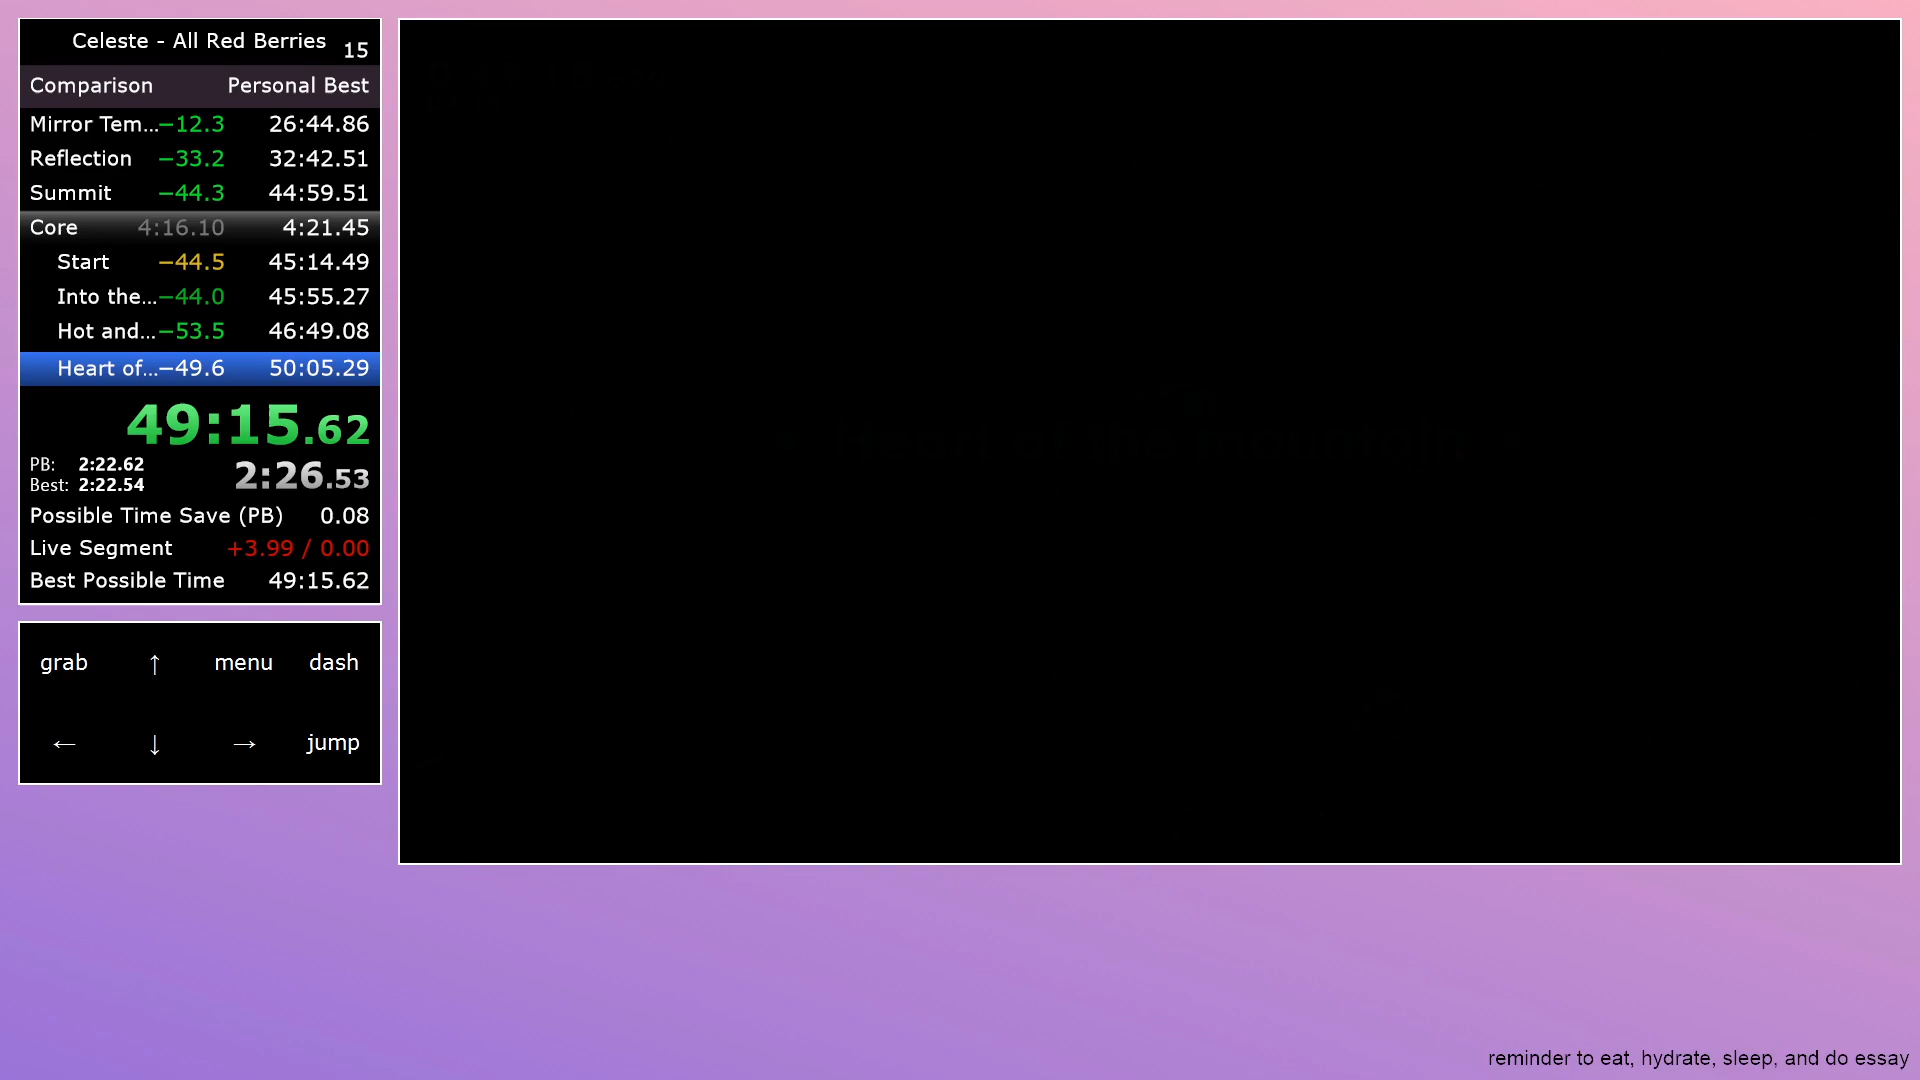 Celeste - All Red Berries 15
Comparison Personal Best
Mirror Tem... −12.3 26:44.86
Reflection −33.2 32:42.51
Summit −44.3 44:59.51
Core 4:16.10 4:21.45
Start −44.5 45:14.49
Into the... −44.0 45:55.27
Hot and... −53.5 46:49.08
Heart of... −49.6 50:05.29
49:15.62
PB: 2:22.62
Best: 2:22.54
2:26.53
Possible Time Save (PB) 0.08
Live Segment +3.99 / 0.00
Best Possible Time 49:15.62
grab ↑ menu dash
← ↓ → jump
reminder to eat, hydrate, sleep, and do essay